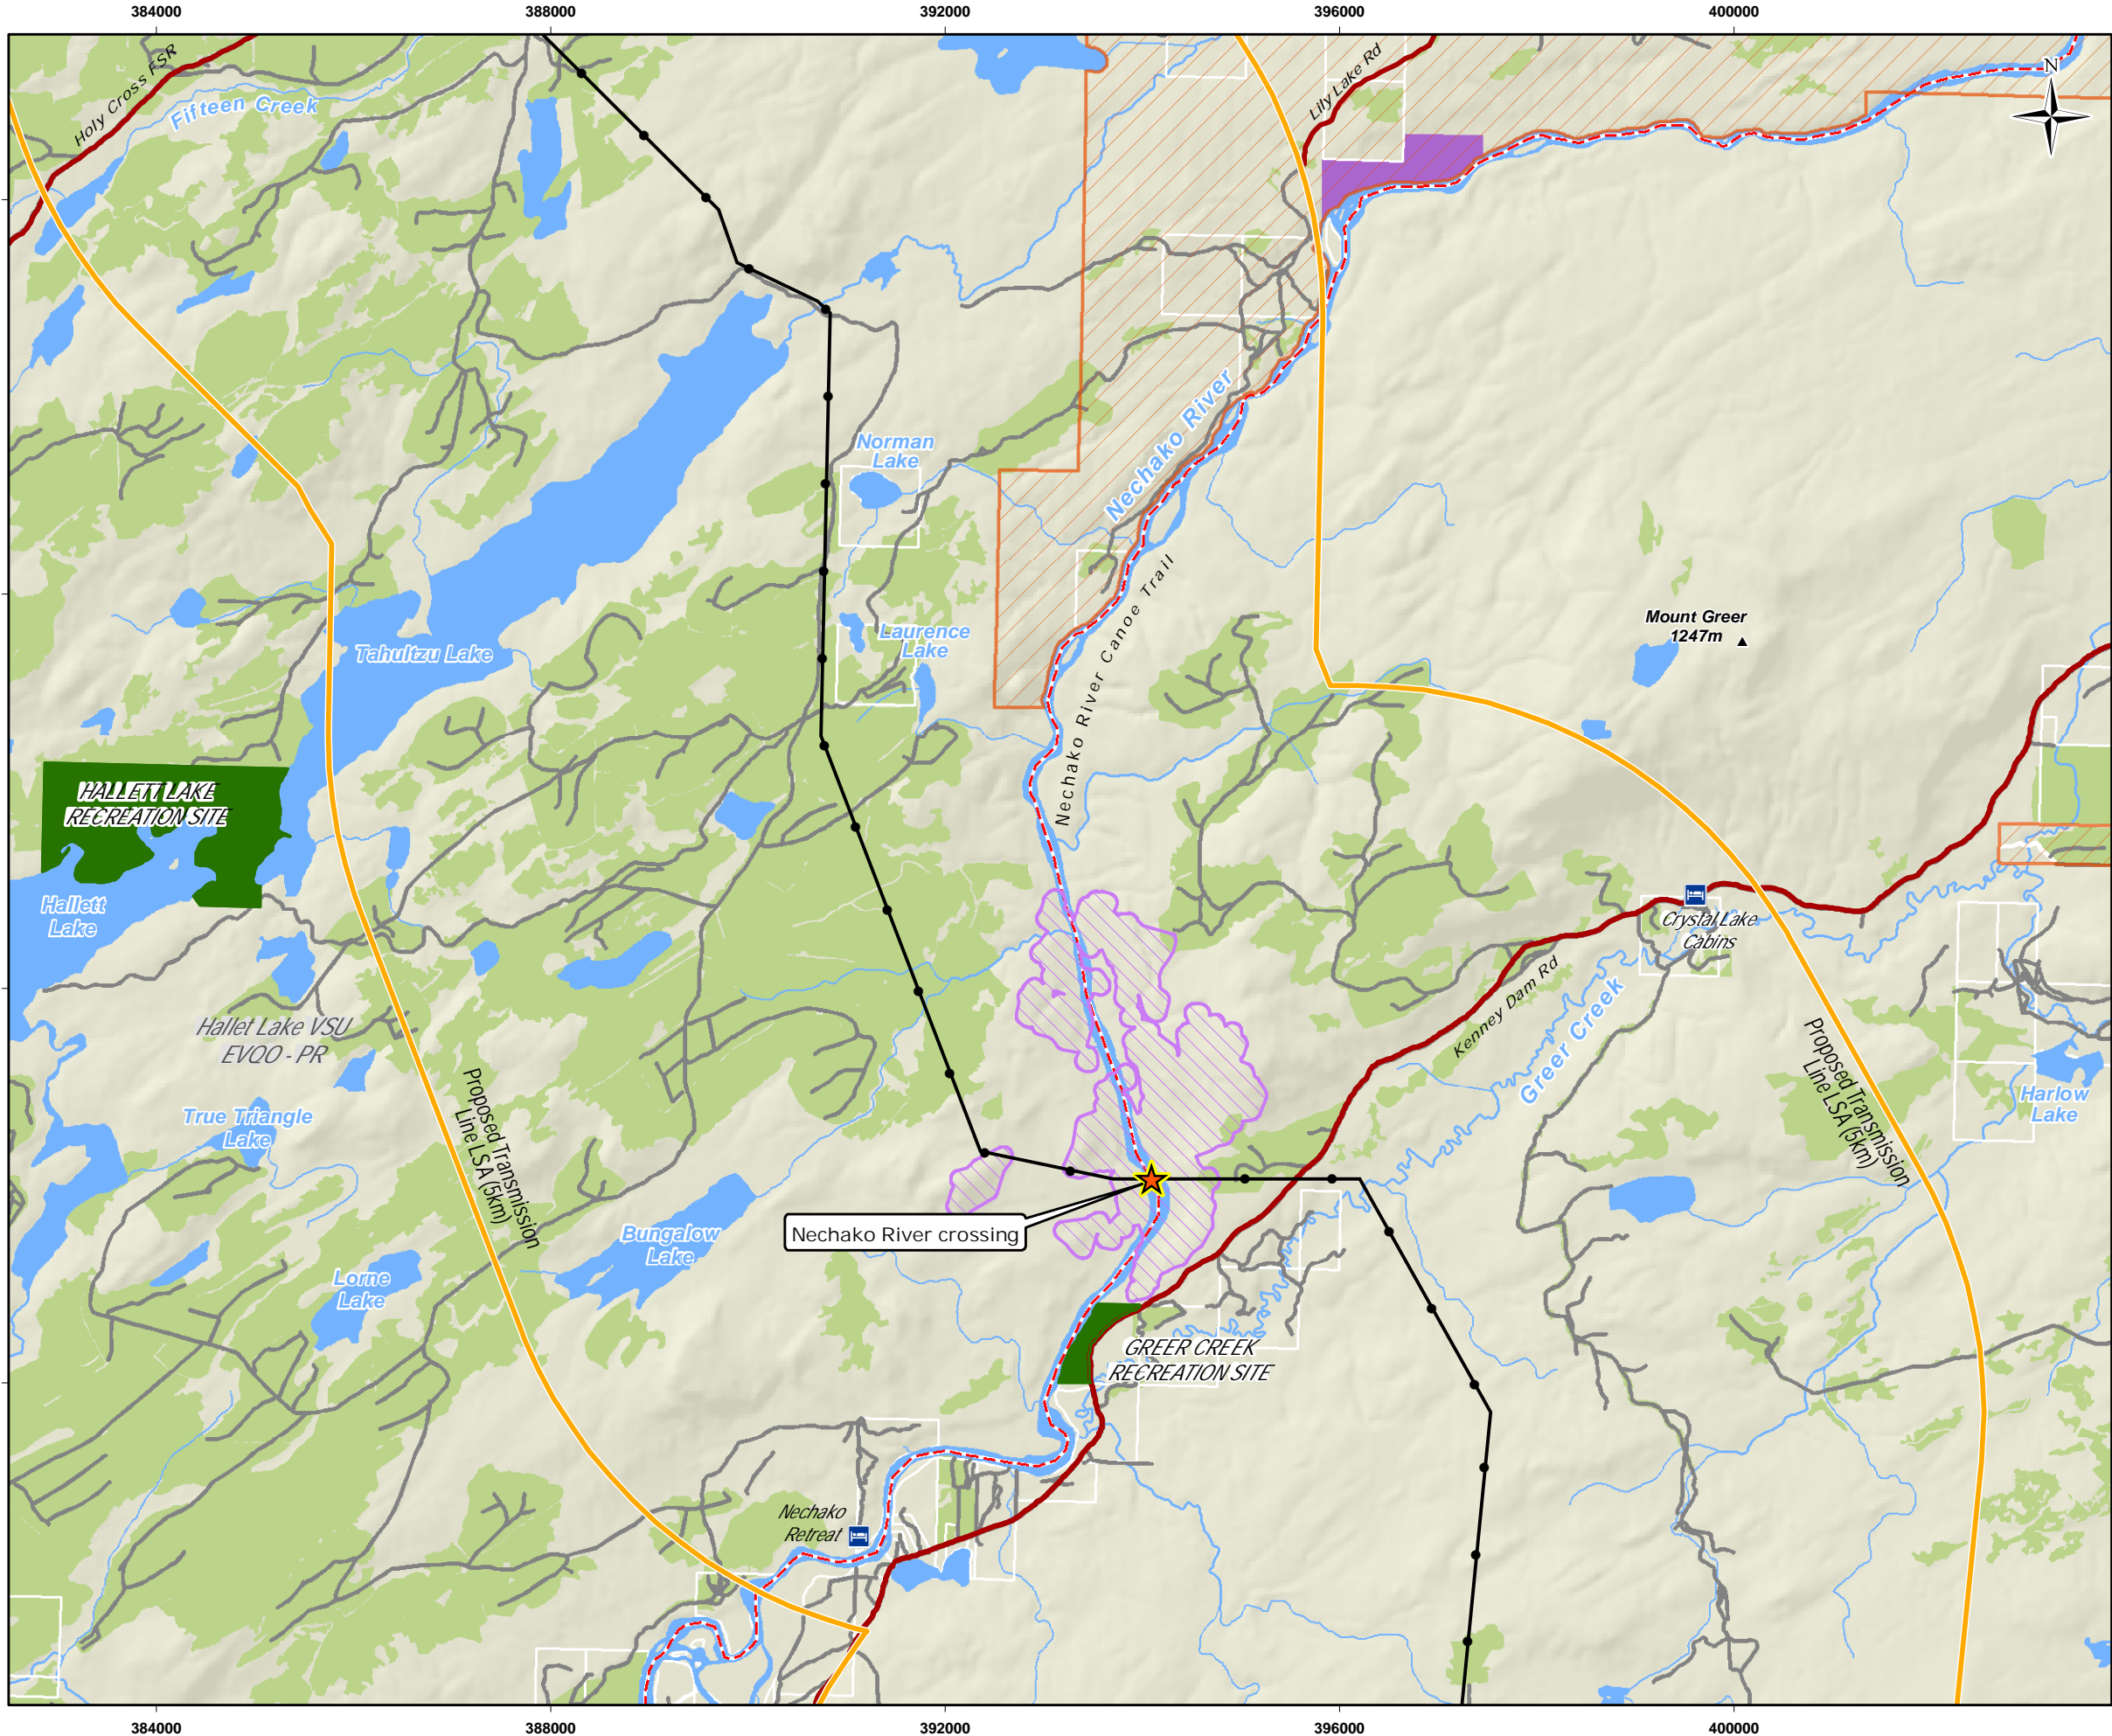 384000
388000
392000
396000
400000
Holy Cross FSR
Fifteen Creek
Lily Lake Rd
N
Norman
Lake
Nechako River
Nechako River Canoe Trail
Laurence
Lake
Tahultzu Lake
Mount Greer
1247m
HALLETT LAKE
RECREATION SITE
Hallett
Lake
Crystal Lake
Cabins
Kenney Dam Rd
Greer Creek
Hallet Lake VSU
EVQO - PR
Proposed Transmission
Line LSA (5km)
Proposed Transmission
Line LSA (5km)
True Triangle
Lake
Harlow
Lake
Nechako River crossing
Bungalow
Lake
Lorne
Lake
GREER CREEK
RECREATION SITE
Nechako
Retreat
384000
388000
392000
396000
400000